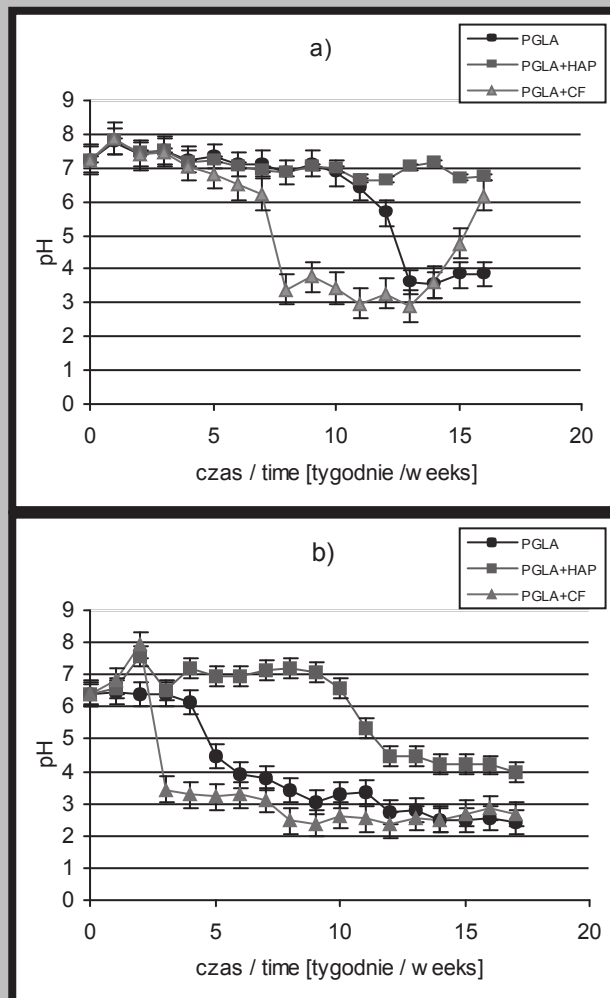 a)
PGLA
PGLA+HAP
PGLA+CF
9
8
7
6
5
4
3
2
1
0
pH
0 5 10 15 20
czas / time [tygodnie /weeks]
b)
PGLA
PGLA+HAP
PGLA+CF
9
8
7
6
5
4
3
2
1
0
pH
0 5 10 15 20
czas / time [tygodnie / weeks]